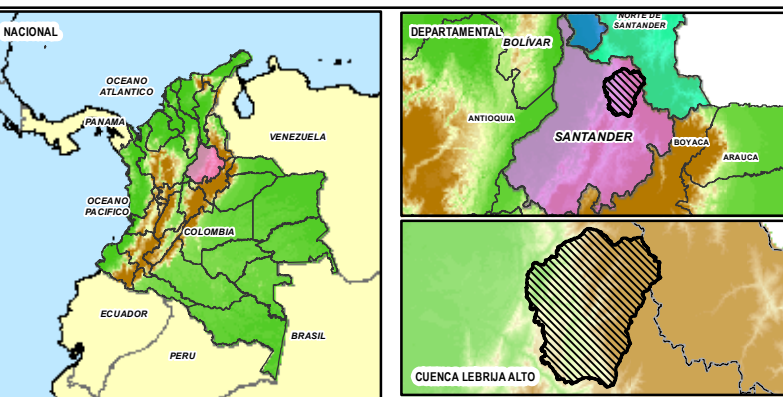 NACIONAL
OCEANO
ATLANTICO
PANAMA
VENEZUELA
OCEANO
PACIFICO
COLOMBIA
ECUADOR
BRASIL
PERU
DEPARTAMENTAL
NORTE DE
SANTANDER
BOLÍVAR
ANTIOQUIA
SANTANDER
BOYACA
ARAUCA
CUENCA LEBRIJA ALTO